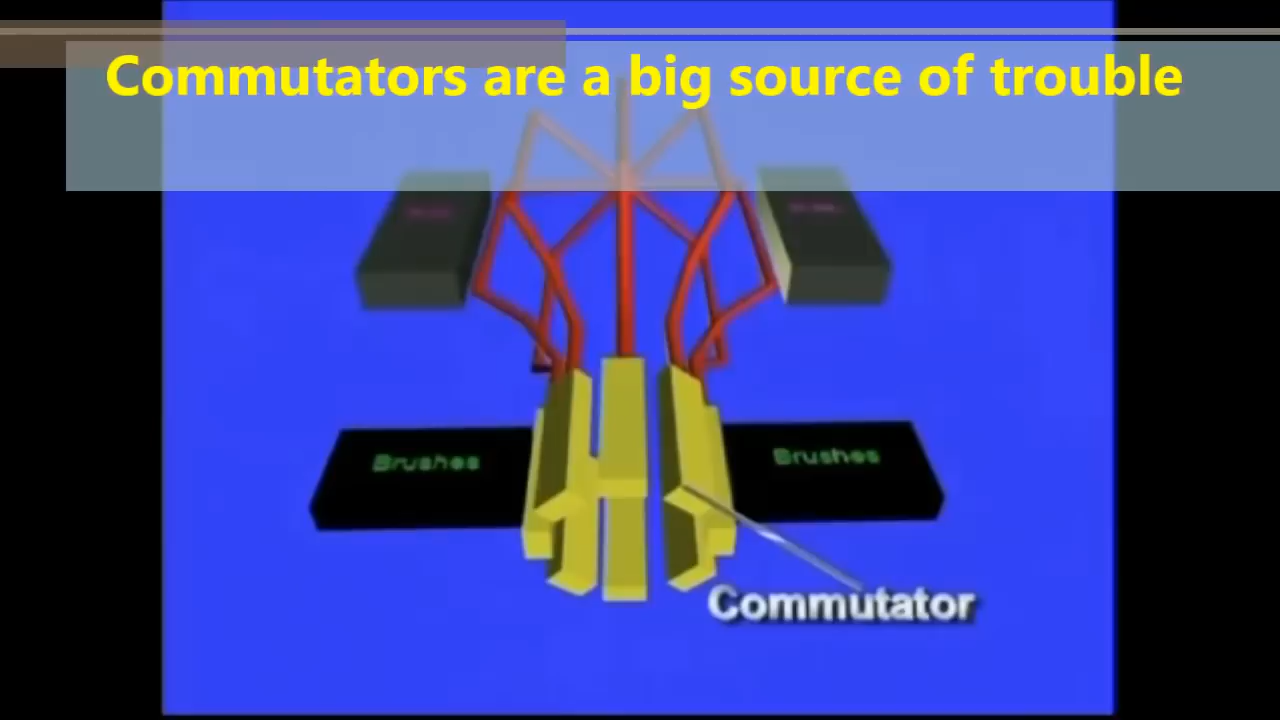 Commutators are a big source of trouble
Brushes
Brushes
Commutator